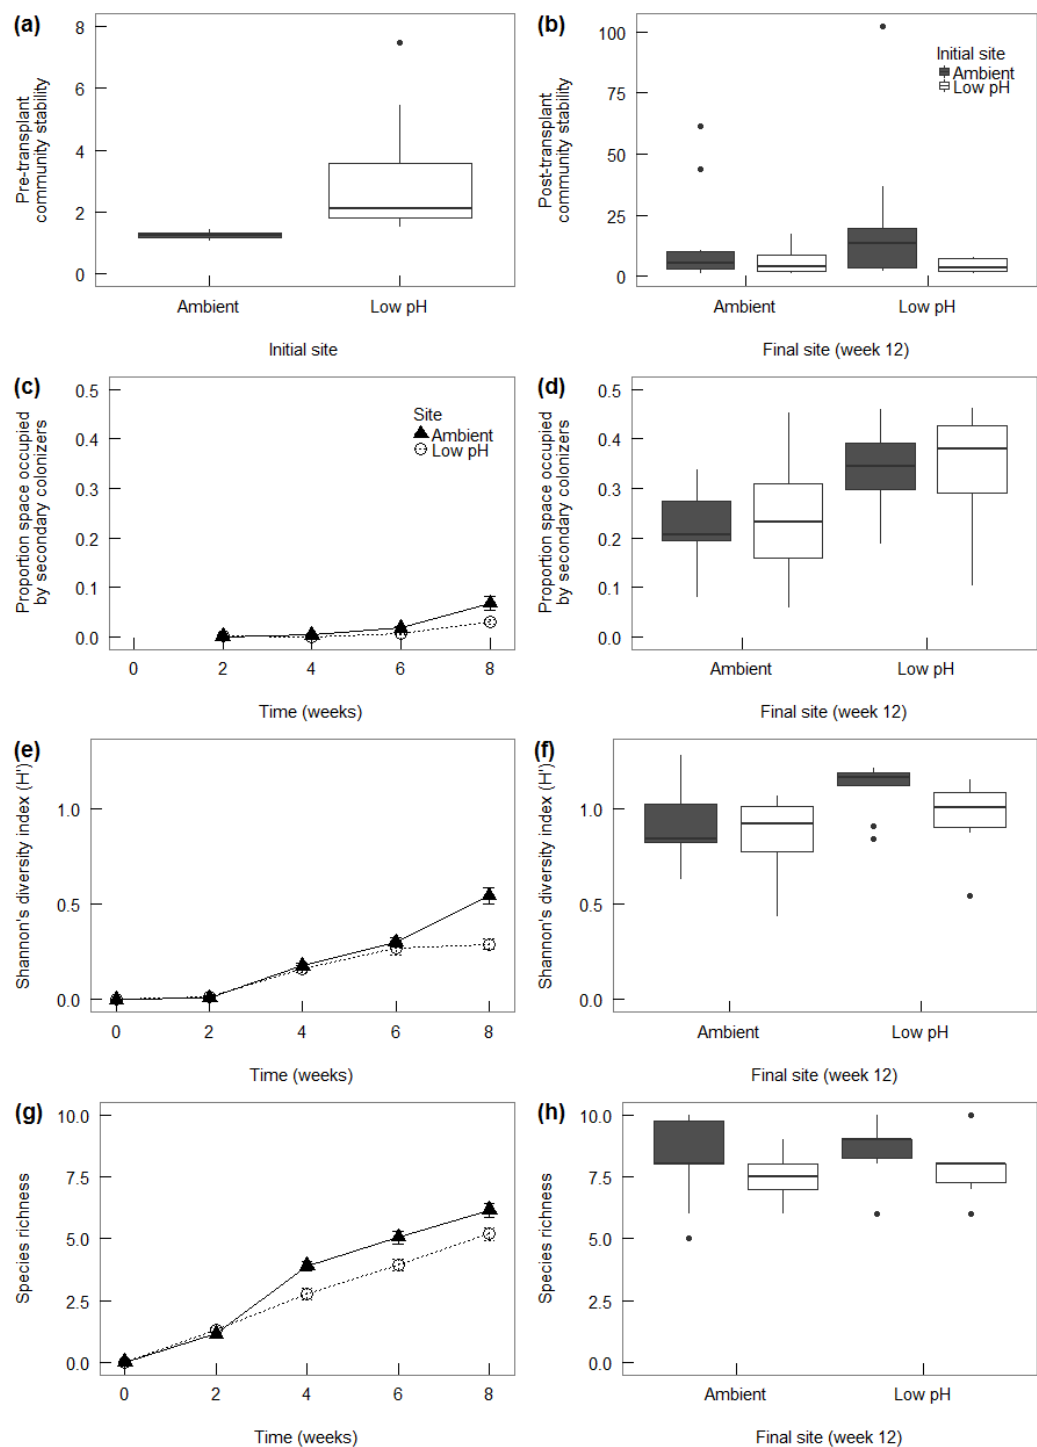 (a)
Pre-transplant
community stability
8
6
4
2
0
Ambient
Low pH
Initial site
(b)
Post-transplant
community stability
100
75
50
25
0
Initial site
Ambient
Low pH
Ambient
Low pH
Final site (week 12)
(c)
Proportion space occupied
by secondary colonizers
0.5
0.4
0.3
0.2
0.1
0.0
Site
Ambient
Low pH
0 2 4 6 8
Time (weeks)
(d)
Proportion space occupied
by secondary colonizers
0.5
0.4
0.3
0.2
0.1
0.0
Ambient
Low pH
Final site (week 12)
(e)
Shannon's diversity index (H')
1.0
0.5
0.0
0 2 4 6 8
Time (weeks)
(f)
Shannon's diversity index (H')
1.0
0.5
0.0
Ambient
Low pH
Final site (week 12)
(g)
Species richness
10.0
7.5
5.0
2.5
0.0
0 2 4 6 8
Time (weeks)
(h)
Species richness
10.0
7.5
5.0
2.5
0.0
Ambient
Low pH
Final site (week 12)